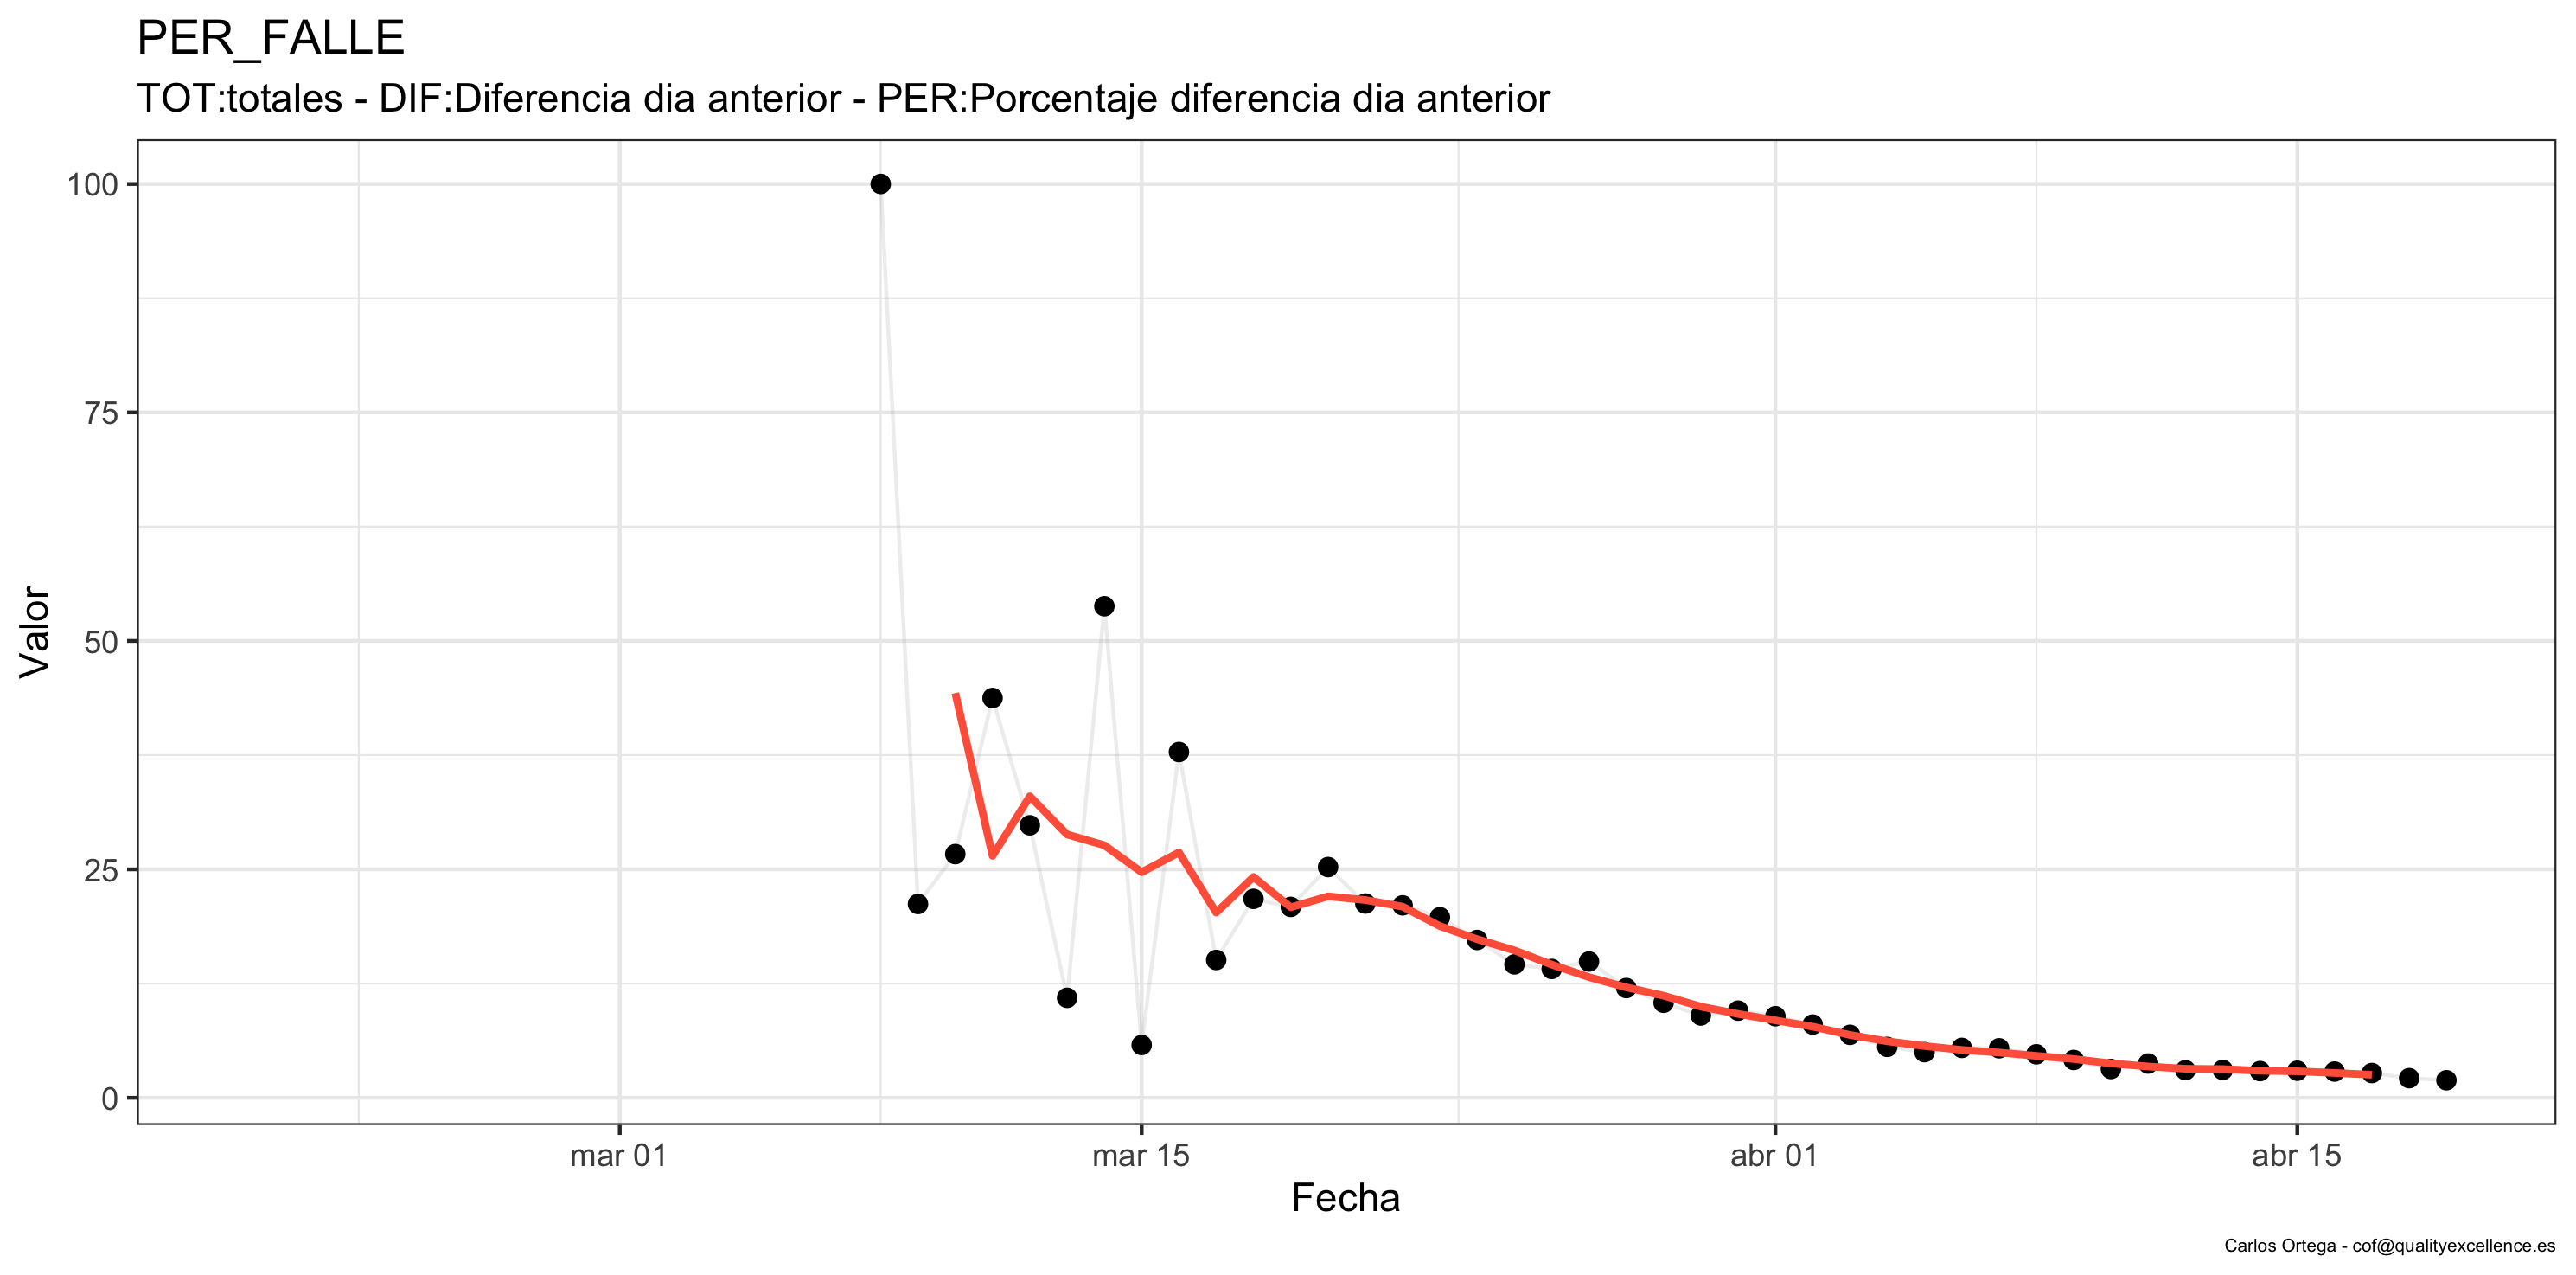 PER_FALLE
TOT:totales - DIF:Diferencia dia anterior - PER:Porcentaje diferencia dia anterior
100
75
50
25
0
Valor
mar 01
mar 15
abr 01
abr 15
Fecha
Carlos Ortega - cof@qualityexcellence.es